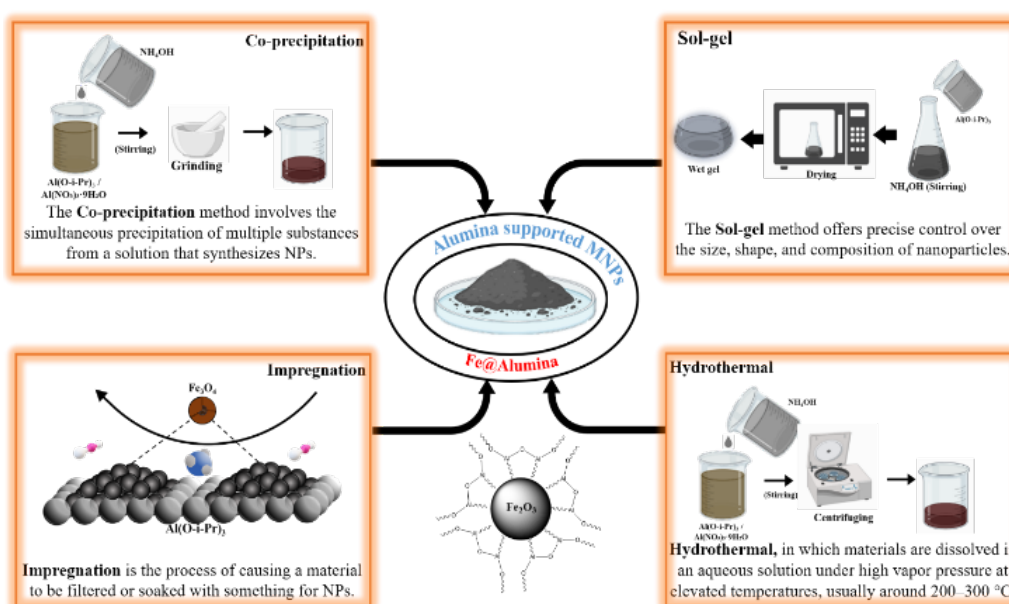 Co-precipitation
NH₄OH
(Stirring)
Grinding
Al(O-i-Pr)₃ /
Al(NO₃)₃·9H₂O
The Co-precipitation method involves the
simultaneous precipitation of multiple substances
from a solution that synthesizes NPs.
Sol-gel
Al(O-i-Pr)₃
Wet gel
Drying
NH₄OH (Stirring)
The Sol-gel method offers precise control over
the size, shape, and composition of nanoparticles.
Alumina supported MNPs
Fe@Alumina
Impregnation
Fe₃O₄
Al(O-i-Pr)₃
Impregnation is the process of causing a material
to be filtered or soaked with something for NPs.
Fe₂O₃
Hydrothermal
NH₄OH
(Stirring)
Centrifuging
Al(O-i-Pr)₃ /
Al(NO₃)₃·9H₂O
Hydrothermal, in which materials are dissolved i
an aqueous solution under high vapor pressure at
elevated temperatures, usually around 200–300 °C